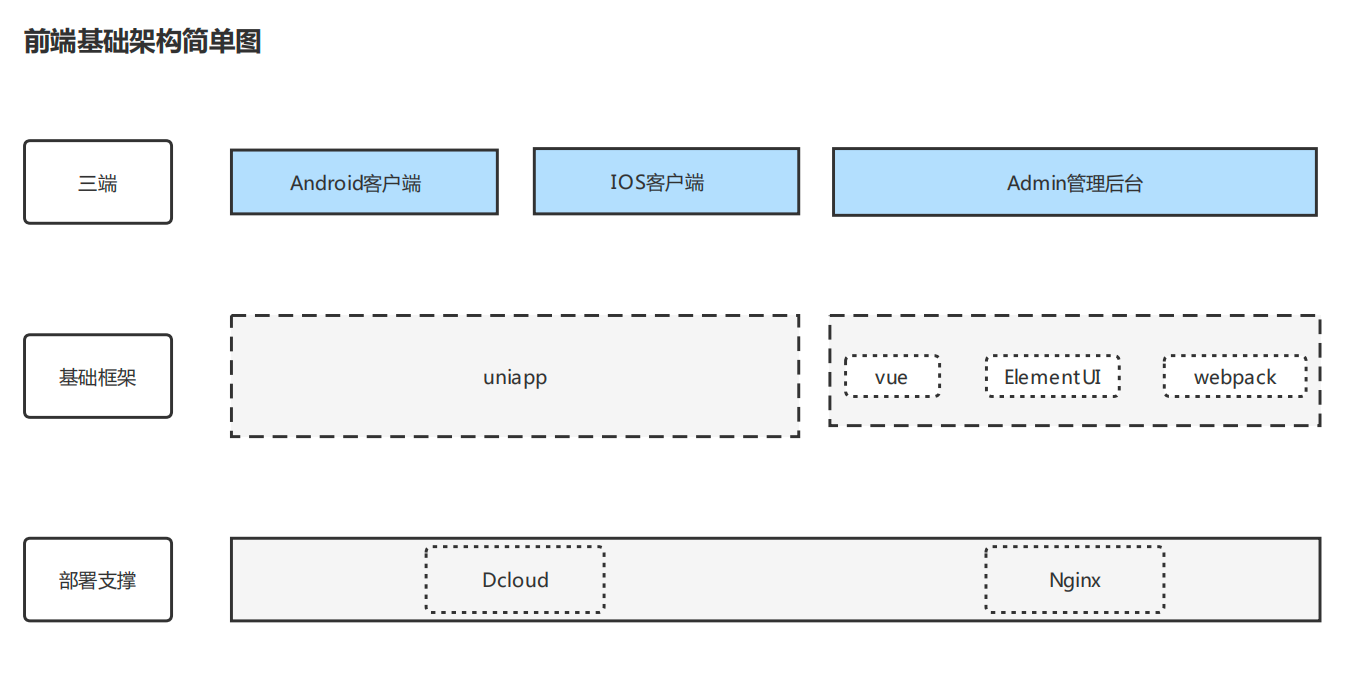 前端基础架构简单图
三端
Android客户端
IOS客户端
Admin管理后台
基础框架
uniapp
vue
ElementUI
webpack
部署支撑
Dcloud
Nginx